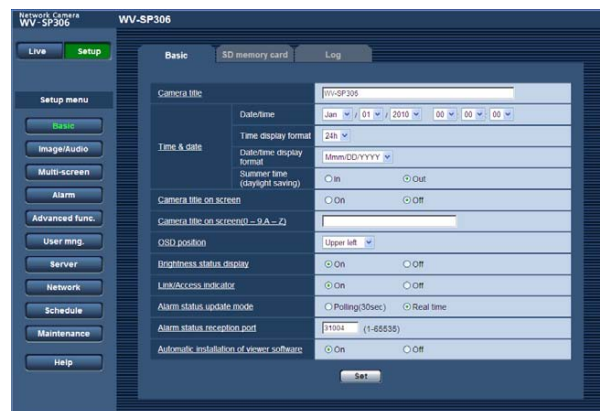 Network Camera
WV-SP306
WV-SP306
Live Setup
Basic SD memory card Log
Setup menu
Basic
Image/Audio
Multi-screen
Alarm
Advanced func.
User mng.
Server
Network
Schedule
Maintenance
Help
Camera title WV-SP306
Time & date
Date/time Jan / 01 / 2010 00 : 00 : 00
Time display format 24h
Date/time display format Mmm/DD/YYYY
Summer time (daylight saving) In Out
Camera title on screen On Off
Camera title on screen(0 – 9,A – Z)
OSD position Upper left
Brightness status display On Off
Link/Access indicator On Off
Alarm status update mode Polling(30sec) Real time
Alarm status reception port 31004 (1-65535)
Automatic installation of viewer software On Off
Set